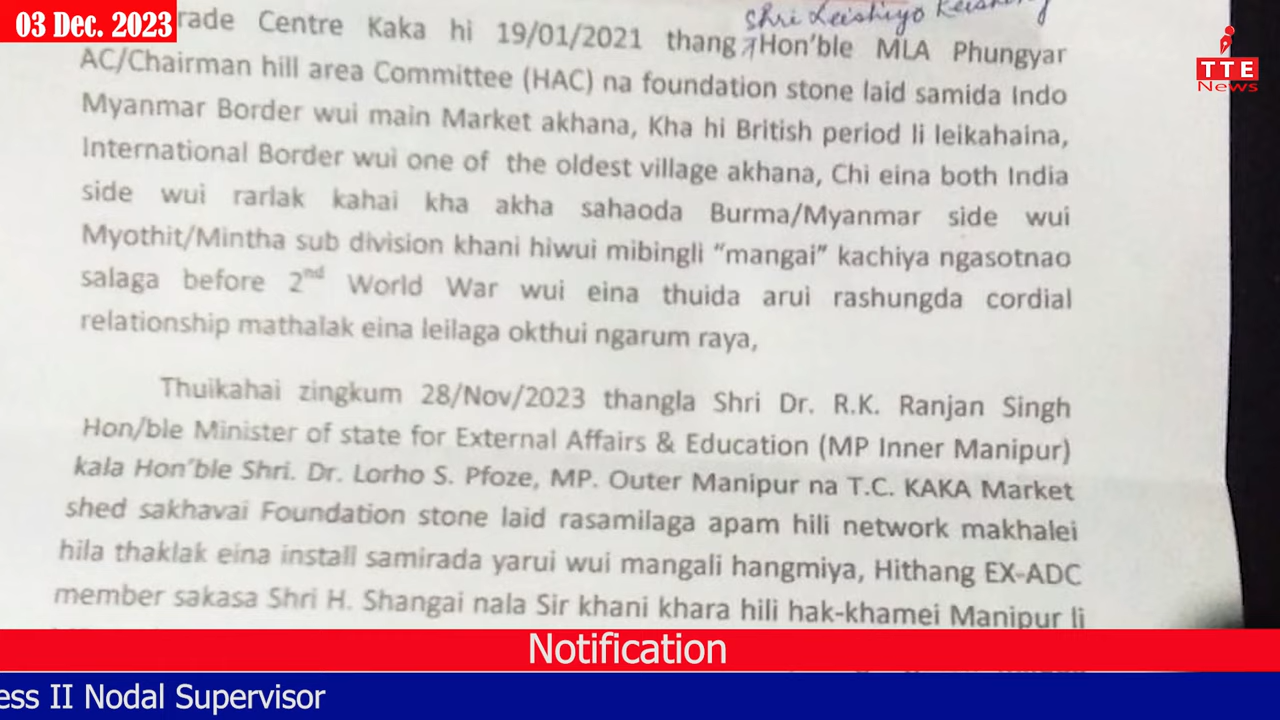 03 Dec. 2023
TTE
News
Shri Leishiyo Keishing
rade Centre Kaka hi 19/01/2021 thang Hon'ble MLA Phungyar
AC/Chairman hill area Committee (HAC) na foundation stone laid samida Indo
Myanmar Border wui main Market akhana, Kha hi British period li leikahaina,
International Border wui one of the oldest village akhana, Chi eina both India
side wui rarlak kahai kha akha sahaoda Burma/Myanmar side wui
Myothit/Mintha sub division khani hiwui mibingli "mangai" kachiya ngasotnao
salaga before 2nd World War wui eina thuida arui rashungda cordial
relationship mathalak eina leilaga okthui ngarum raya,
Thuikahai zingkum 28/Nov/2023 thangla Shri Dr. R.K. Ranjan Singh
Hon/ble Minister of state for External Affairs & Education (MP Inner Manipur)
kala Hon'ble Shri. Dr. Lorho S. Pfoze, MP. Outer Manipur na T.C. KAKA Market
shed sakhavai Foundation stone laid rasamilaga apam hili network makhalei
hila thaklak eina install samirada yarui wui mangali hangmiya, Hithang EX-ADC
member sakasa Shri H. Shangai nala Sir khani khara hili hak-khamei Manipur li
Notification
ess II Nodal Supervisor